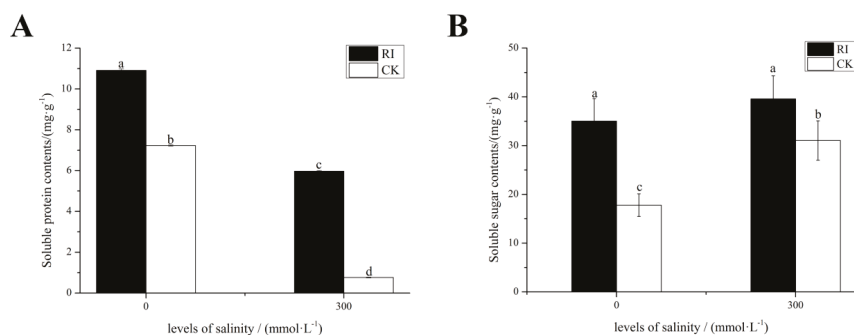 A
Soluble protein contents/(mg·g⁻¹)
12
10
8
6
4
2
0
a
b
c
d
RI
CK
0
300
levels of salinity / (mmol·L⁻¹)
B
Soluble sugar contents/(mg·g⁻¹)
50
40
30
20
10
0
a
c
a
b
RI
CK
0
300
levels of salinity / (mmol·L⁻¹)